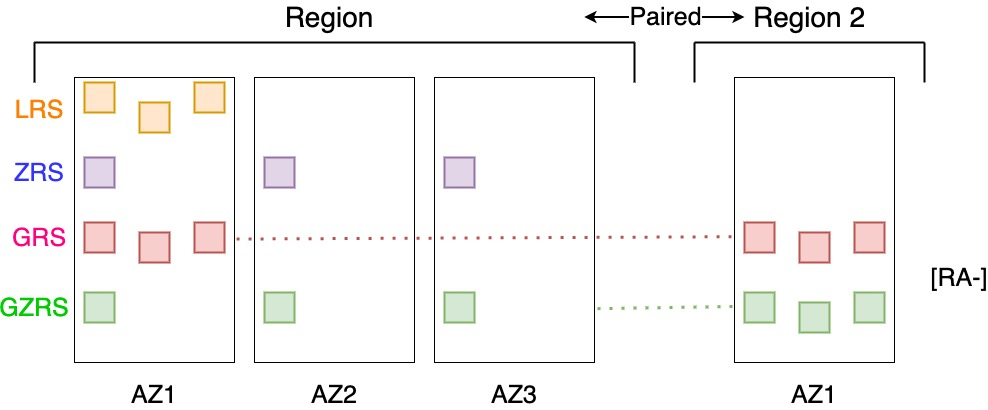 Region
Paired
Region 2
LRS
ZRS
GRS
GZRS
[RA-]
AZ1
AZ2
AZ3
AZ1